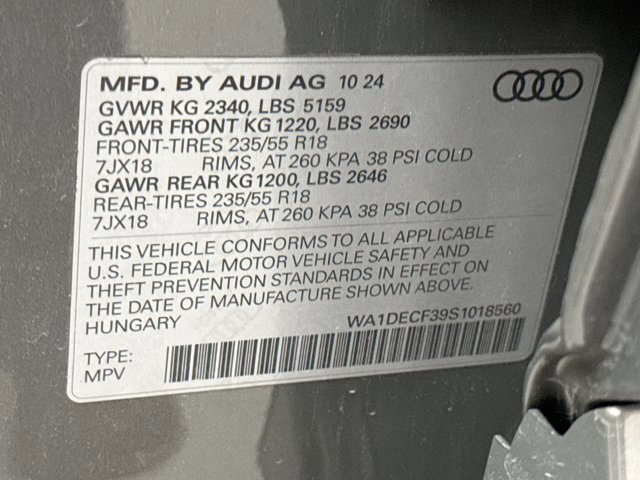 MFD. BY AUDI AG 10 24
GVWR KG 2340, LBS 5159
GAWR FRONT KG 1220, LBS 2690
FRONT-TIRES 235/55 R18
7JX18 RIMS, AT 260 KPA 38 PSI COLD
GAWR REAR KG 1200, LBS 2646
REAR-TIRES 235/55 R18
7JX18 RIMS, AT 260 KPA 38 PSI COLD
THIS VEHICLE CONFORMS TO ALL APPLICABLE
U.S. FEDERAL MOTOR VEHICLE SAFETY AND
THEFT PREVENTION STANDARDS IN EFFECT ON
THE DATE OF MANUFACTURE SHOWN ABOVE.
HUNGARY WA1DECF39S1018560
TYPE:
MPV